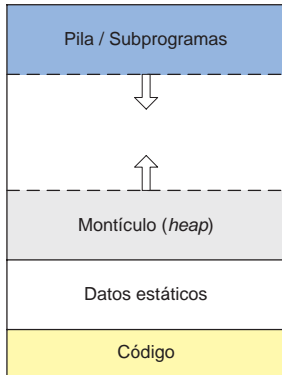 Pila / Subprogramas
Montículo (heap)
Datos estáticos
Código